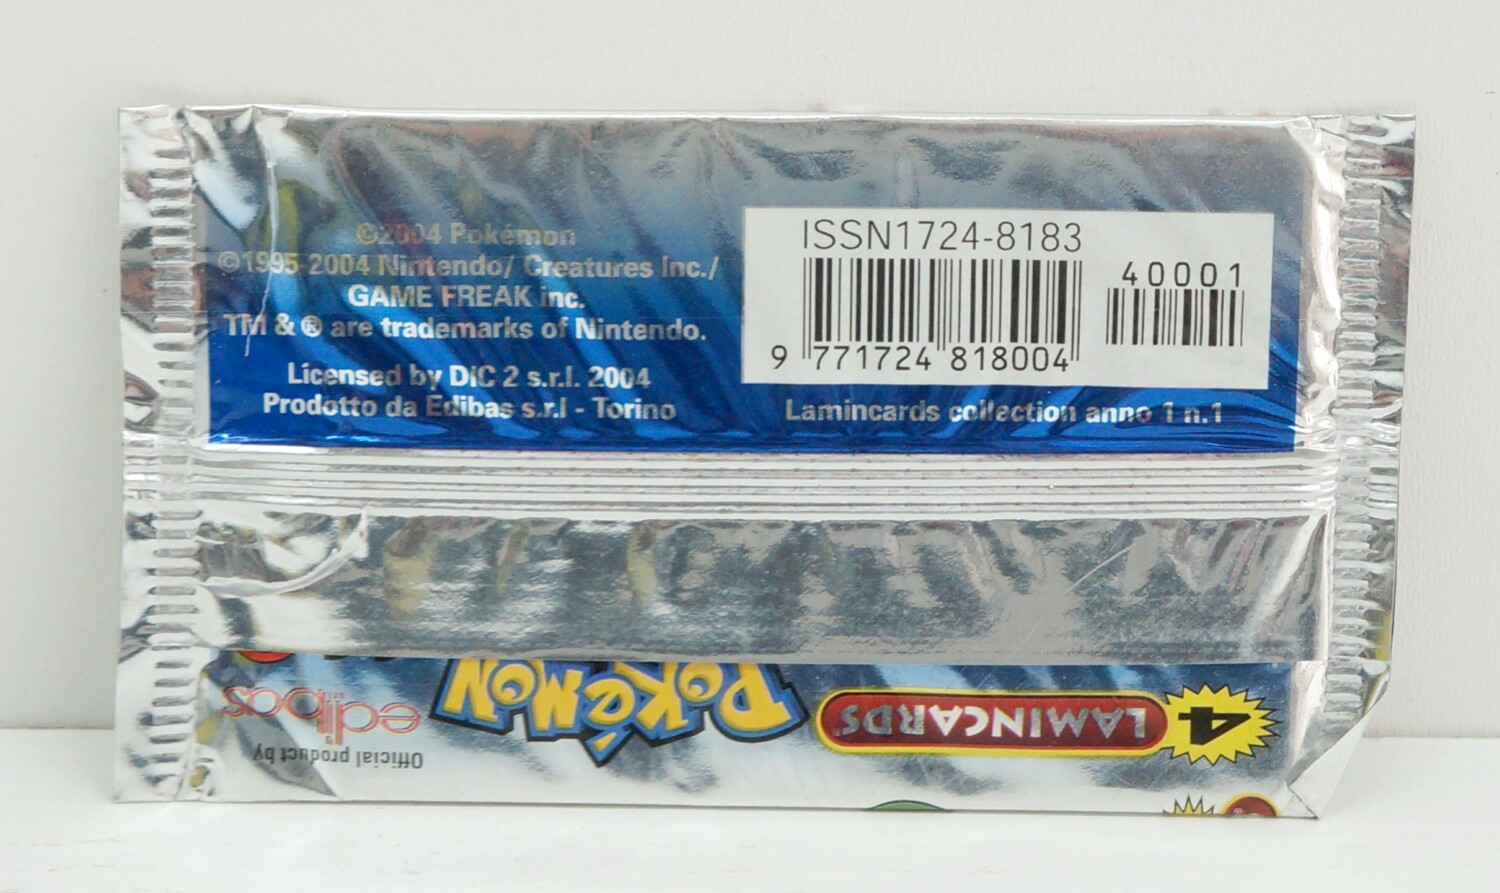 ©2004 Pokémon
©1995-2004 Nintendo/ Creatures Inc./
GAME FREAK inc.
TM & ® are trademarks of Nintendo.
Licensed by DIC 2 s.r.l. 2004
Prodotto da Edibas s.r.l - Torino
ISSN1724-8183
40001
9 771724 818004
Lamincards collection anno 1 n.1
4 LAMINCARDS
POKéMON
Official product by
edibas